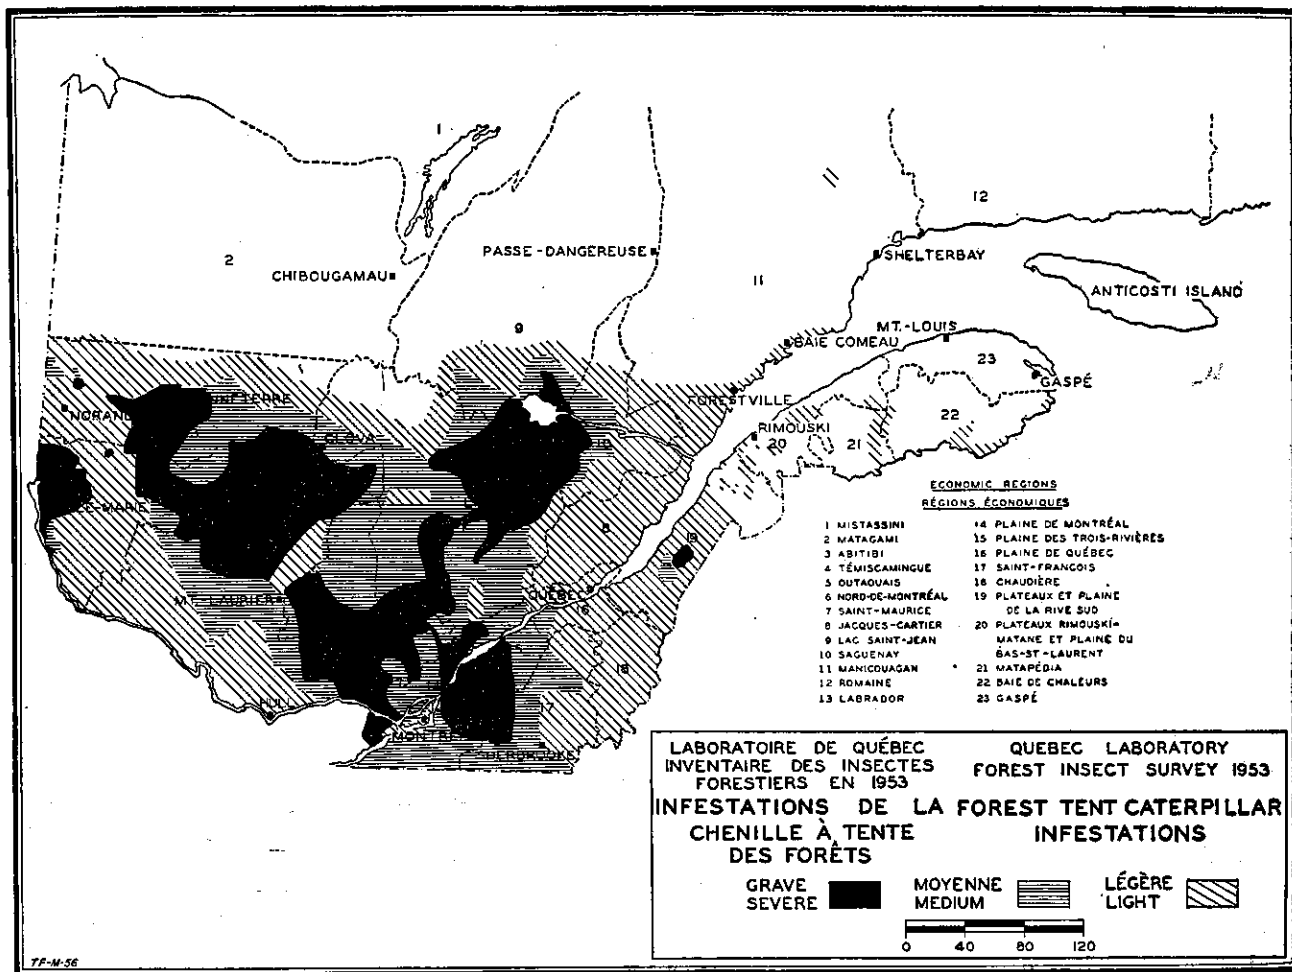 1
12
2
PASSE-DANGEREUSE
SHELTERBAY
CHIBOUGAMAU
11
ANTICOSTI ISLAND
9
MT.-LOUIS
BAIE COMEAU
23
GASPÉ
FORESTVILLE
22
RIMOUSKI
20
21
CLOVA
10
8
19
MT-LAURIER
QUÉBEC
16
18
17
HULL
SHERBROOKE
ECONOMIC REGIONS
RÉGIONS ÉCONOMIQUES
1 MISTASSINI
2 MATAGAMI
3 ABITIBI
4 TÉMISCAMINGUE
5 OUTAOUAIS
6 NORD-DE-MONTRÉAL
7 SAINT-MAURICE
8 JACQUES-CARTIER
9 LAC SAINT-JEAN
10 SAGUENAY
11 MANICOUAGAN
12 ROMAINE
13 LABRADOR
14 PLAINE DE MONTRÉAL
15 PLAINE DES TROIS-RIVIÈRES
16 PLAINE DE QUÉBEC
17 SAINT-FRANÇOIS
18 CHAUDIÈRE
19 PLATEAUX ET PLAINE
DE LA RIVE SUD
20 PLATEAUX RIMOUSKI-
MATANE ET PLAINE DU
BAS-ST-LAURENT
21 MATAPÉDIA
22 BAIE DE CHALEURS
23 GASPÉ
LABORATOIRE DE QUÉBEC
INVENTAIRE DES INSECTES
FORESTIERS EN 1953
QUEBEC LABORATORY
FOREST INSECT SURVEY 1953
INFESTATIONS DE LA
CHENILLE À TENTE
DES FORÊTS
FOREST TENT CATERPILLAR
INFESTATIONS
GRAVE
SEVERE
MOYENNE
MEDIUM
LÉGÈRE
LIGHT
0 40 80 120
TF-M-56